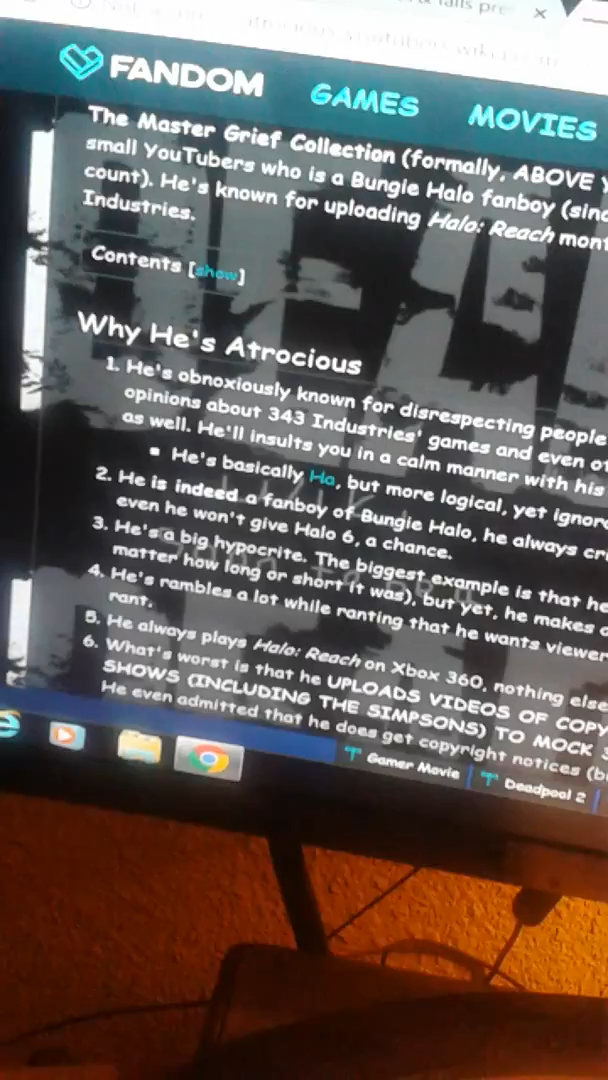 FANDOM GAMES MOVIES
The Master Grief Collection (formally, ABOVE
small YouTubers who is a Bungie Halo fanboy
count). He's known for uploading Halo: Reach
Industries.
Contents [show]
Why He's Atrocious
1. He's obnoxiously known for disrespecting people
opinions about 343 Industries' games and even
as well. He'll insults you in a calm manner with his
He's basically Ha, but more logical, yet
2. He is indeed a fanboy of Bungie Halo, he always
even he won't give Halo 6, a chance.
3. He's a big hypocrite. The biggest example is that he
matter how long or short it was), but yet, he makes
4. He's rambles a lot while ranting that he wants
rant.
5. He always plays Halo: Reach on Xbox 360, nothing else
6. What's worst is that he UPLOADS VIDEOS OF
SHOWS (INCLUDING THE SIMPSONS) TO MOCK
He even admitted that he does get copyright notices
Gamer Movie Deadpool 2